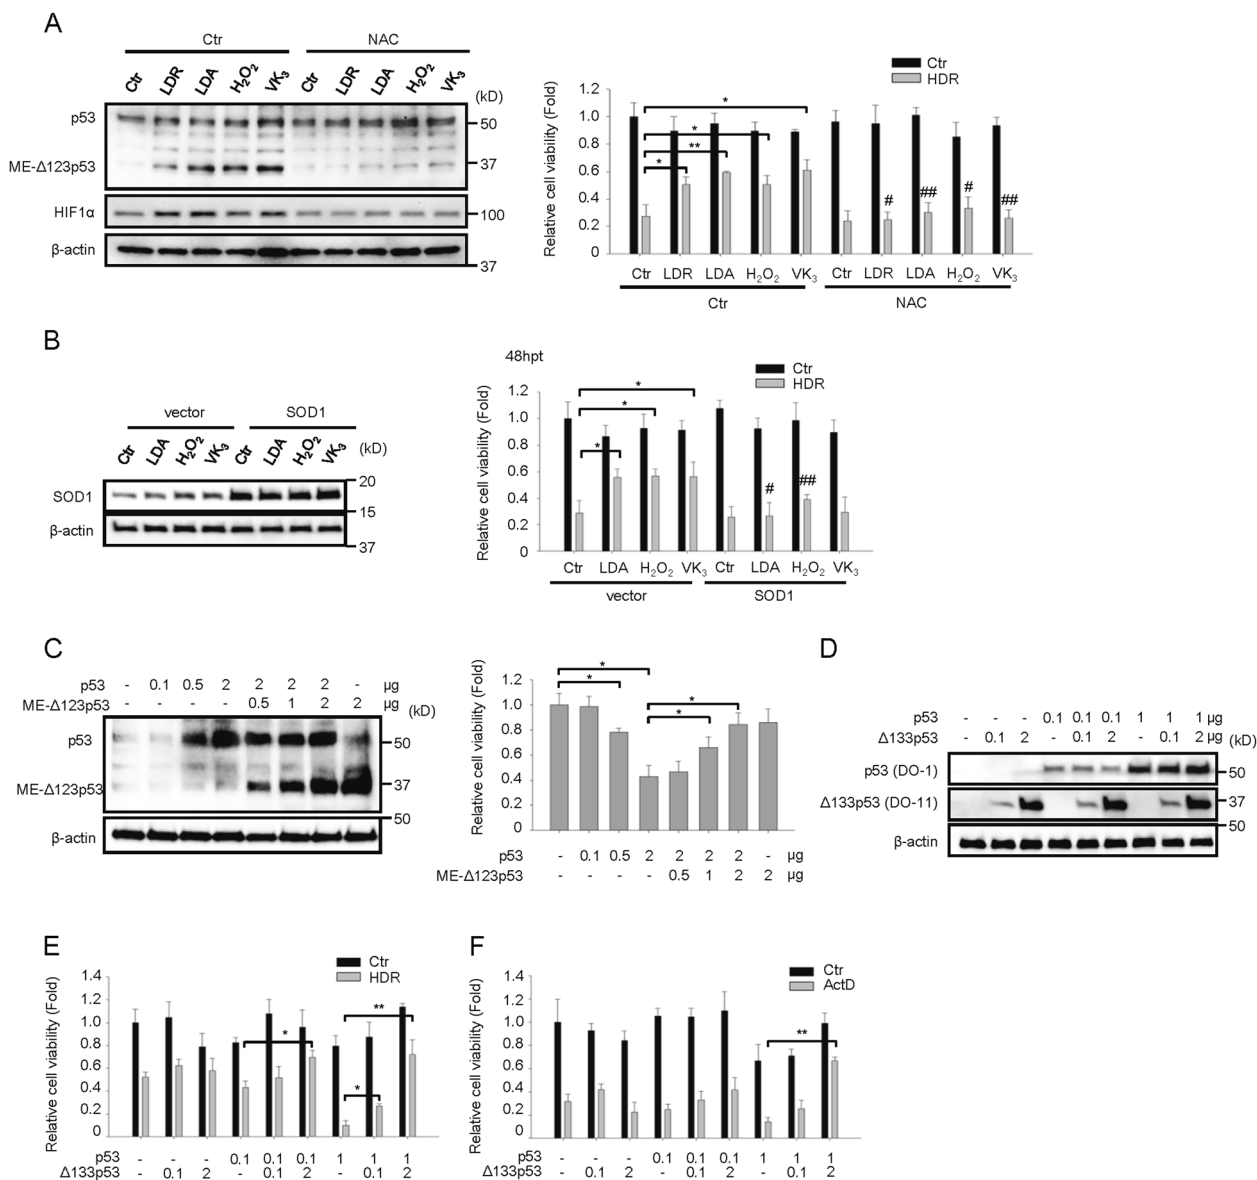 A
Ctr NAC
Ctr LDR LDA H2O2 VK3 Ctr LDR LDA H2O2 VK3
(kD)
p53
50
ME-Δ123p53
37
HIF1α
100
β-actin
37
Ctr
HDR
Relative cell viability (Fold)
1.2
1.0
0.8
0.6
0.4
0.2
0
*
*
**
*
# ## # ##
Ctr LDR LDA H2O2 VK3 Ctr LDR LDA H2O2 VK3
Ctr NAC
B
vector SOD1
Ctr LDA H2O2 VK3 Ctr LDA H2O2 VK3
(kD)
SOD1
20
15
β-actin
37
48hpt
Ctr
HDR
Relative cell viability (Fold)
1.2
1.0
0.8
0.6
0.4
0.2
0
*
*
*
# ##
Ctr LDA H2O2 VK3 Ctr LDA H2O2 VK3
vector SOD1
C
p53 - 0.1 0.5 2 2 2 2 - μg
ME-Δ123p53 - - - - 0.5 1 2 2 μg
(kD)
p53
50
ME-Δ123p53
37
50
β-actin
Relative cell viability (Fold)
1.2
1.0
0.8
0.6
0.4
0.2
0
*
*
*
*
p53 - 0.1 0.5 2 2 2 2 - μg
ME-Δ123p53 - - - - 0.5 1 2 2 μg
D
p53 - - - 0.1 0.1 0.1 1 1 1 μg
Δ133p53 - 0.1 2 - 0.1 2 - 0.1 2 μg
(kD)
p53 (DO-1)
50
Δ133p53 (DO-11)
37
50
β-actin
E
Ctr
HDR
Relative cell viability (Fold)
1.4
1.2
1.0
0.8
0.6
0.4
0.2
0
*
**
*
p53 - - - 0.1 0.1 0.1 1 1 1
Δ133p53 - 0.1 2 - 0.1 2 - 0.1 2
F
Ctr
ActD
Relative cell viability (Fold)
1.4
1.2
1.0
0.8
0.6
0.4
0.2
0
**
p53 - - - 0.1 0.1 0.1 1 1 1
Δ133p53 - 0.1 2 - 0.1 2 - 0.1 2